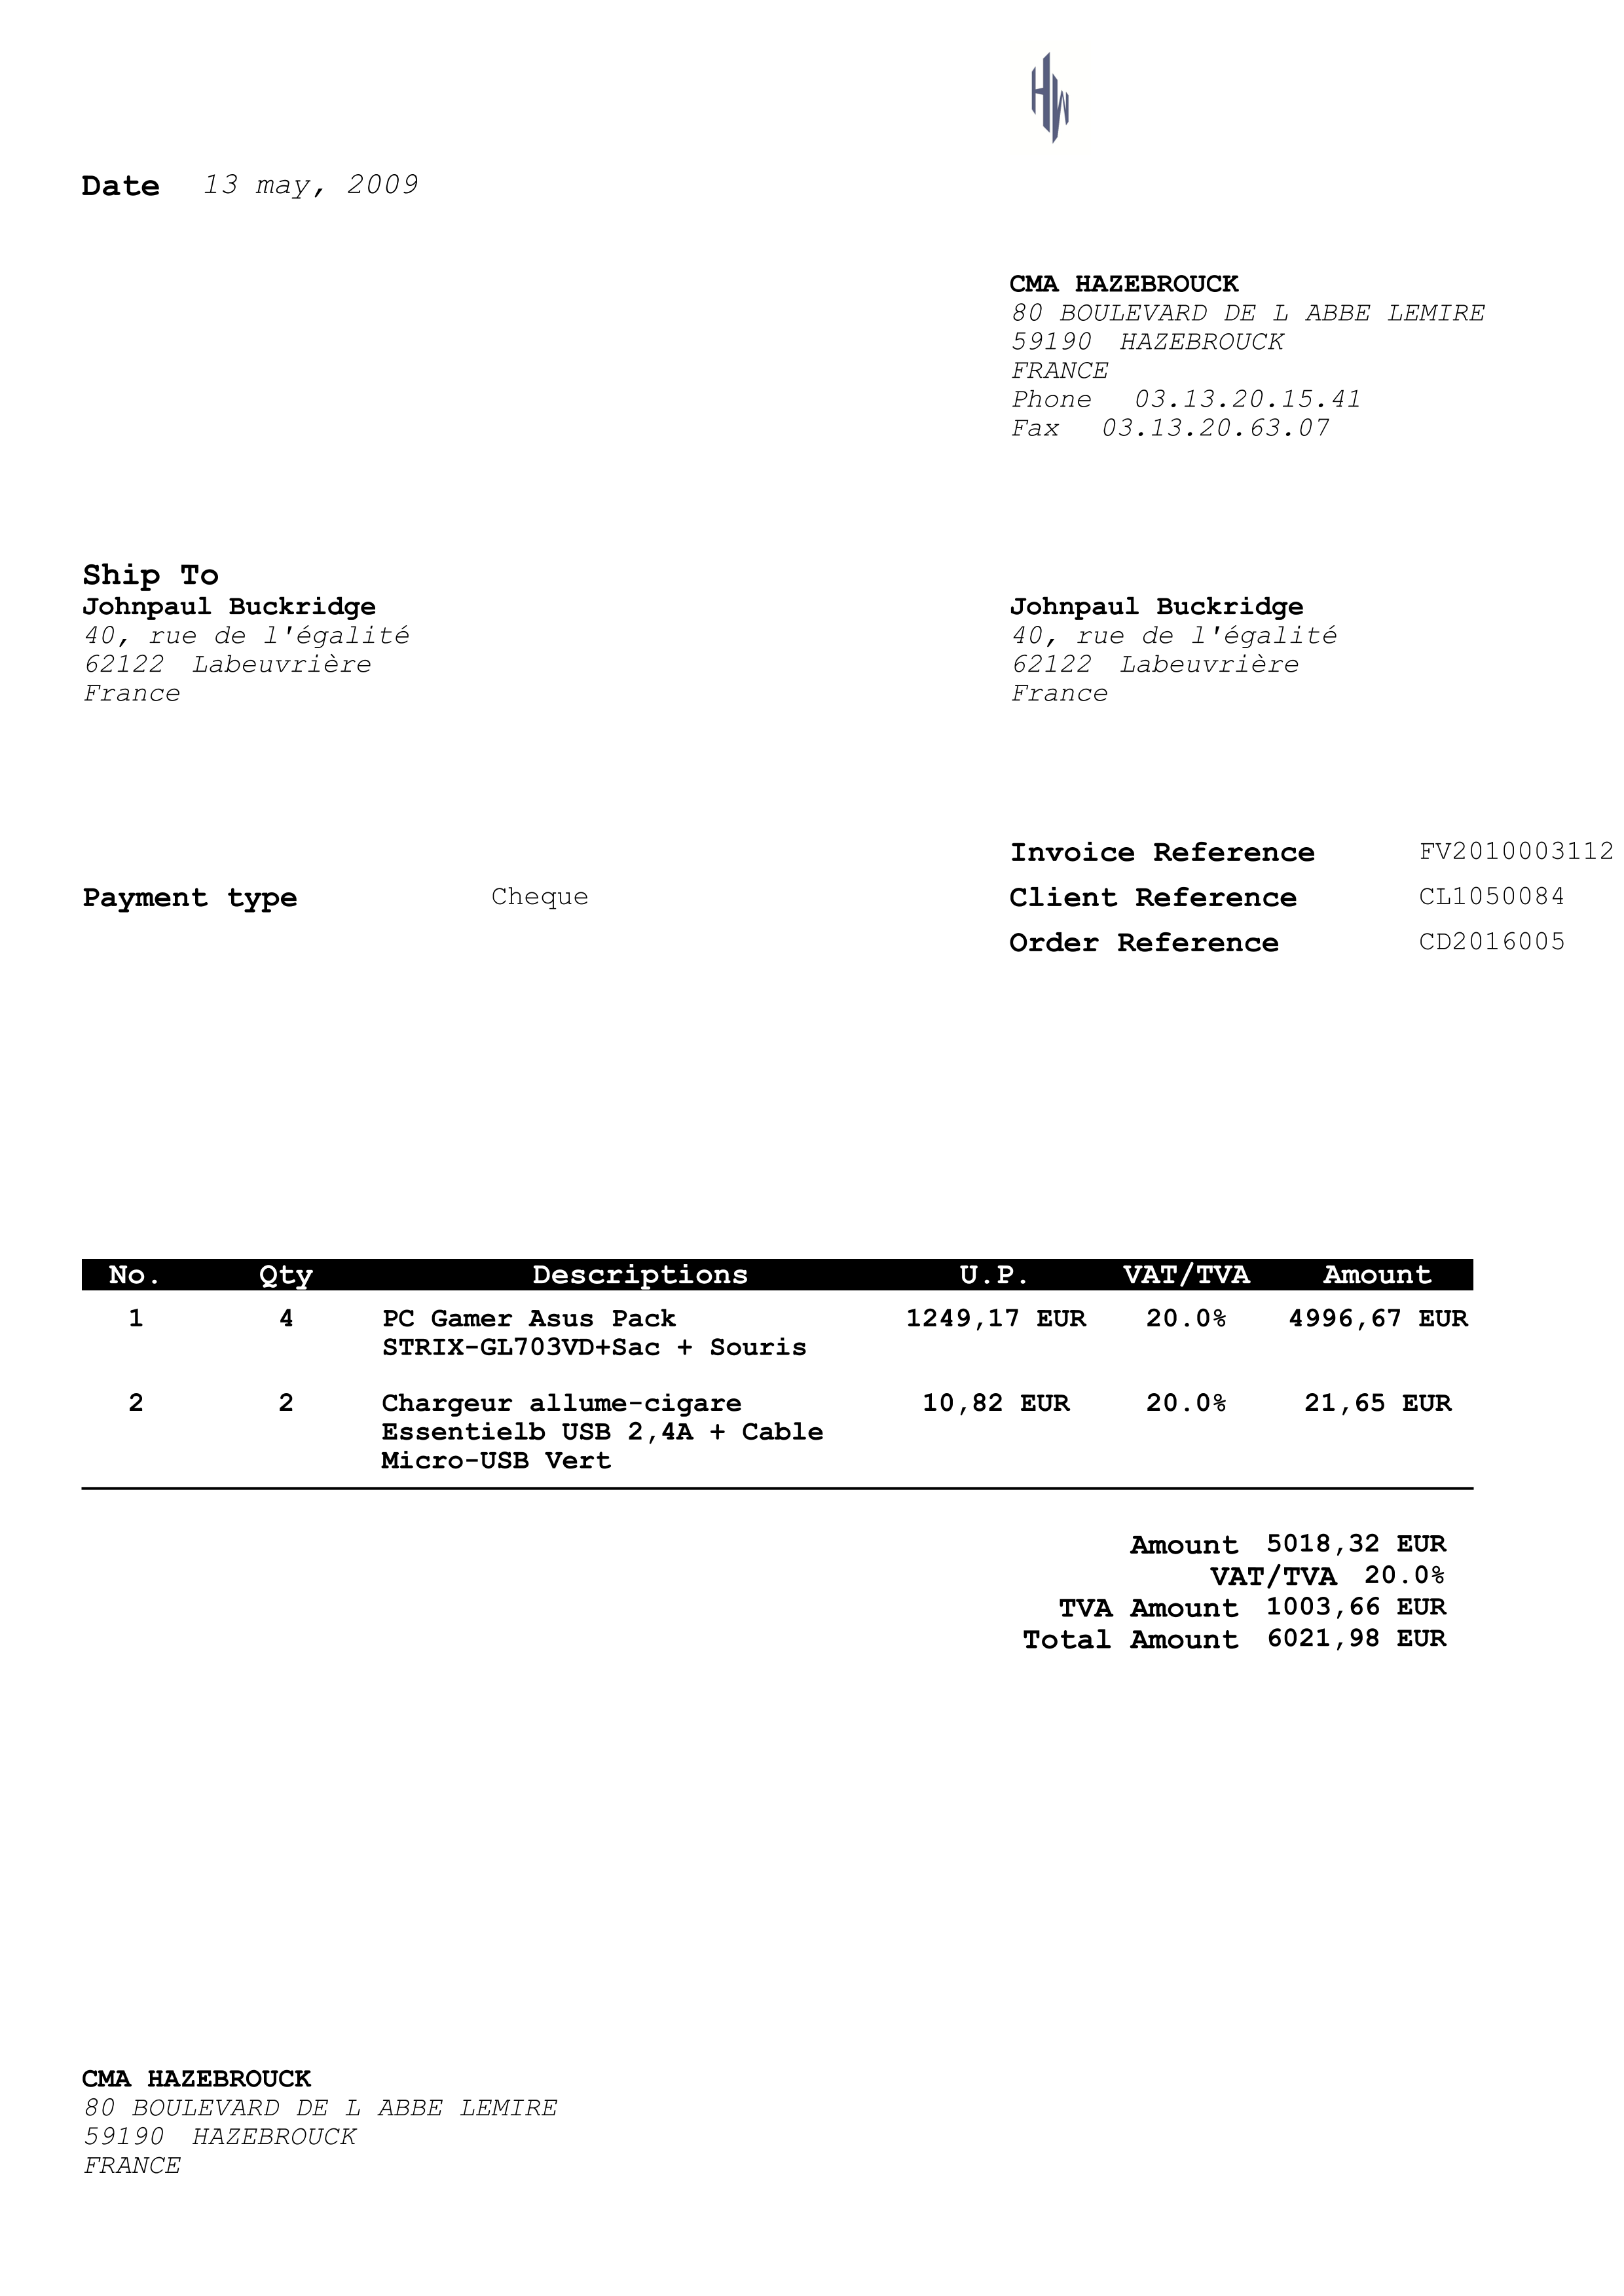 HW
Date 13 may, 2009
CMA HAZEBROUCK
80 BOULEVARD DE L ABBE LEMIRE
59190 HAZEBROUCK
FRANCE
Phone 03.13.20.15.41
Fax 03.13.20.63.07
Ship To
Johnpaul Buckridge
40, rue de l'égalité
62122 Labeuvrière
France
Johnpaul Buckridge
40, rue de l'égalité
62122 Labeuvrière
France
Invoice Reference FV2010003112
Payment type Cheque
Client Reference CL1050084
Order Reference CD2016005
No. Qty Descriptions U.P. VAT/TVA Amount
1 4 PC Gamer Asus Pack 1249,17 EUR 20.0% 4996,67 EUR
STRIX-GL703VD+Sac + Souris
2 2 Chargeur allume-cigare 10,82 EUR 20.0% 21,65 EUR
Essentielb USB 2,4A + Cable
Micro-USB Vert
Amount 5018,32 EUR
VAT/TVA 20.0%
TVA Amount 1003,66 EUR
Total Amount 6021,98 EUR
CMA HAZEBROUCK
80 BOULEVARD DE L ABBE LEMIRE
59190 HAZEBROUCK
FRANCE